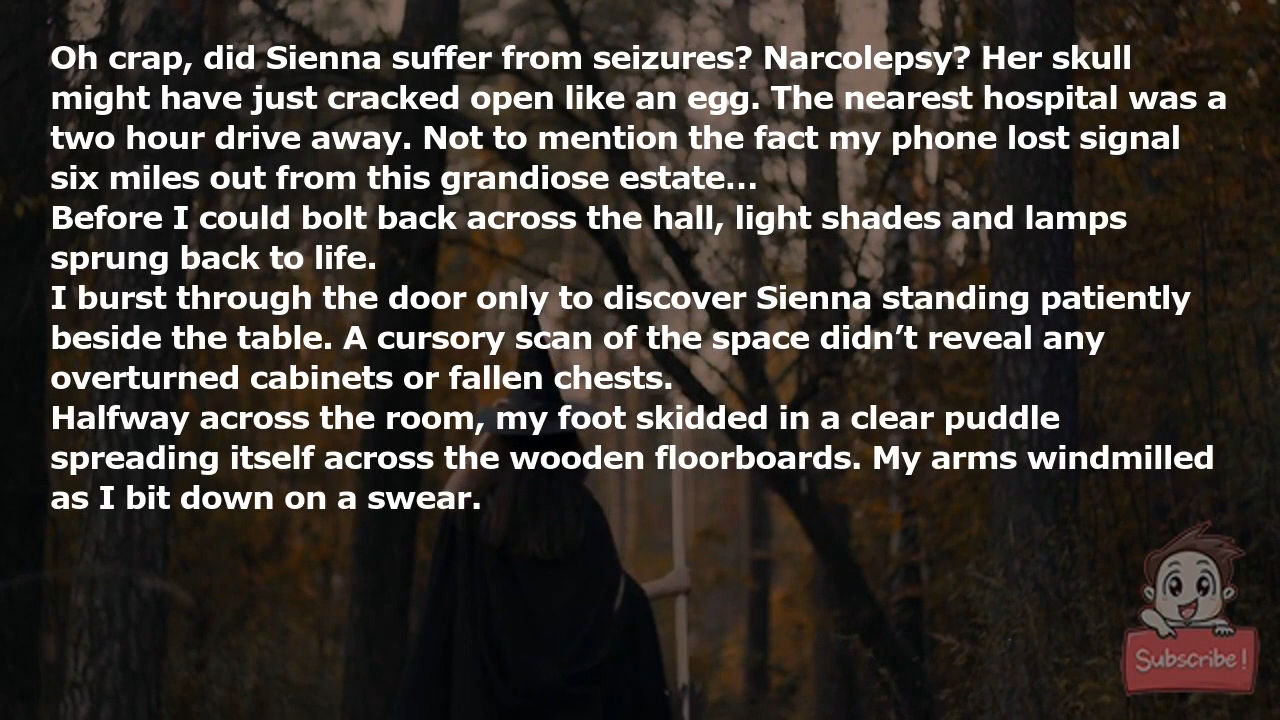 Oh crap, did Sienna suffer from seizures? Narcolepsy? Her skull
might have just cracked open like an egg. The nearest hospital was a
two hour drive away. Not to mention the fact my phone lost signal
six miles out from this grandiose estate...
Before I could bolt back across the hall, light shades and lamps
sprung back to life.
I burst through the door only to discover Sienna standing patiently
beside the table. A cursory scan of the space didn’t reveal any
overturned cabinets or fallen chests.
Halfway across the room, my foot skidded in a clear puddle
spreading itself across the wooden floorboards. My arms windmilled
as I bit down on a swear.
Subscribe!